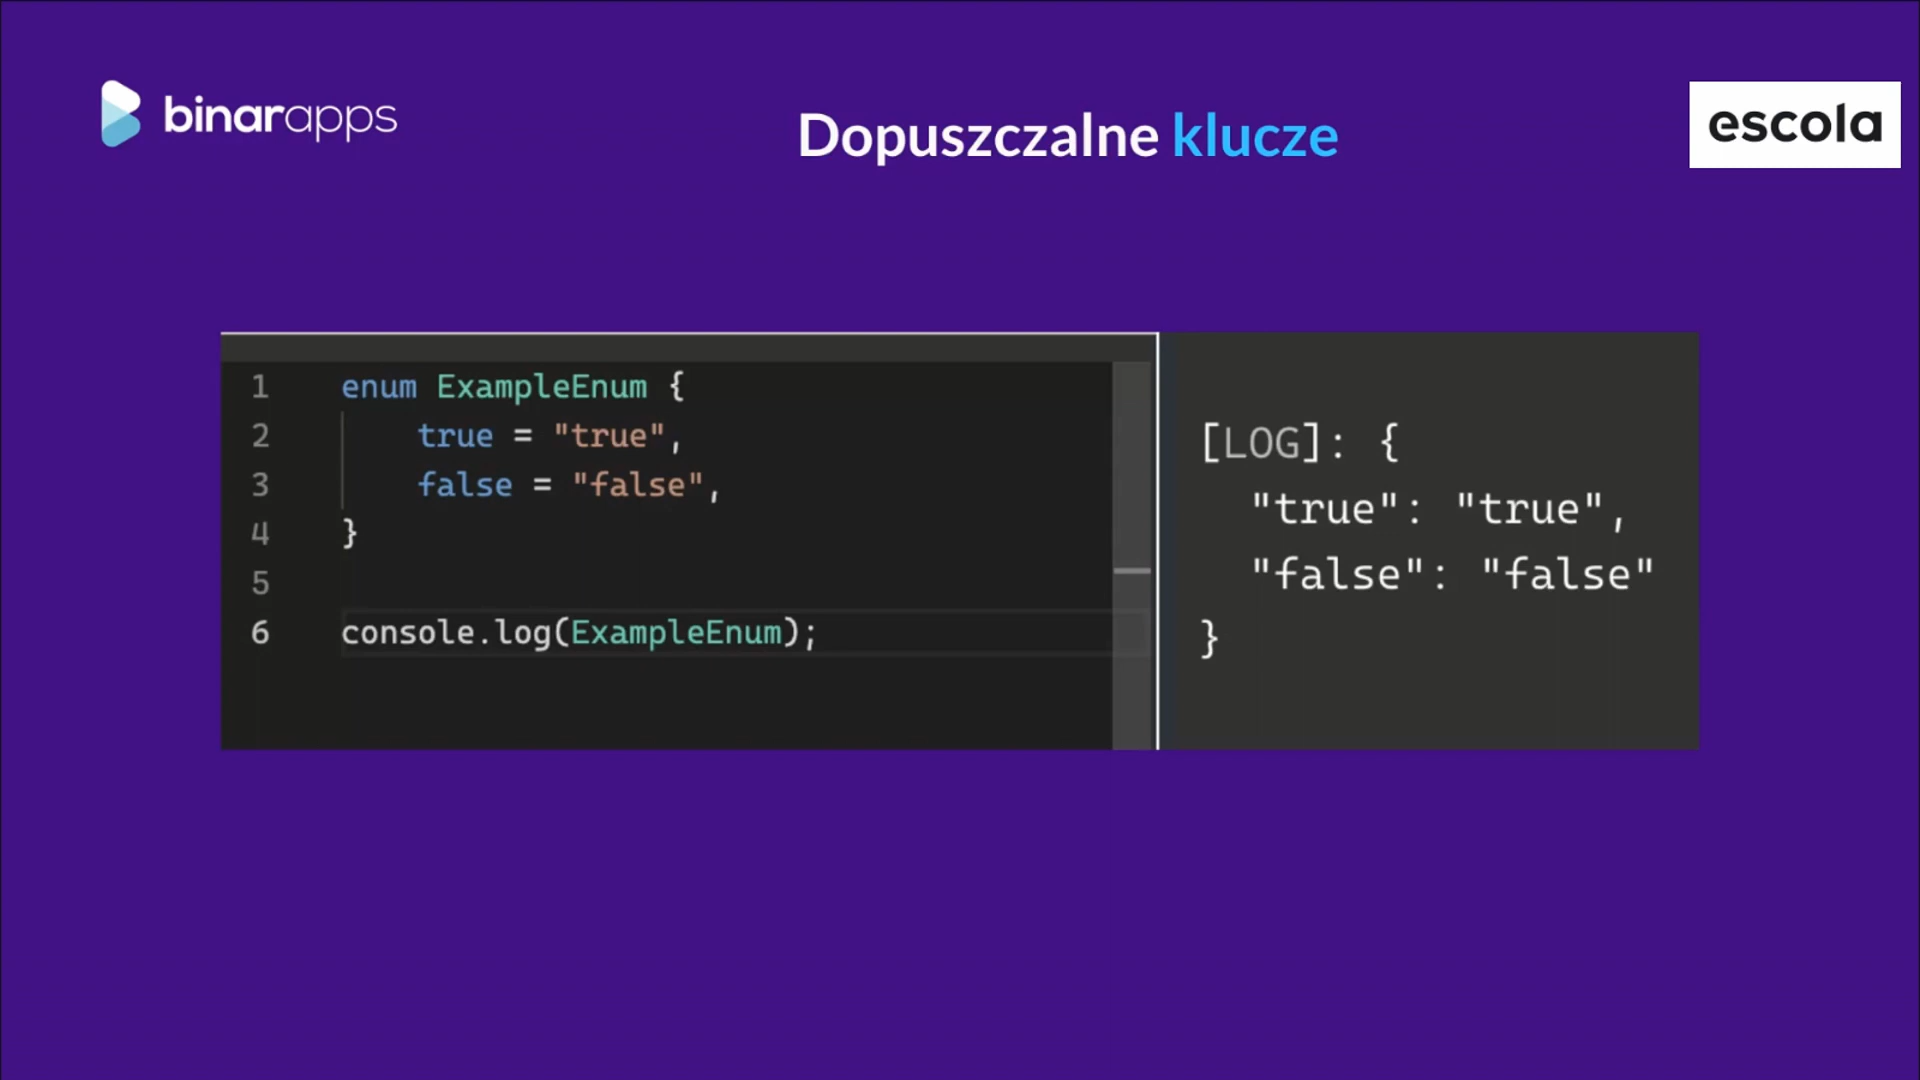 binarapps
Dopuszczalne klucze
escola
1 enum ExampleEnum {
2 true = "true",
3 false = "false",
4 }
5
6 console.log(ExampleEnum);
[LOG]: {
"true": "true",
"false": "false"
}